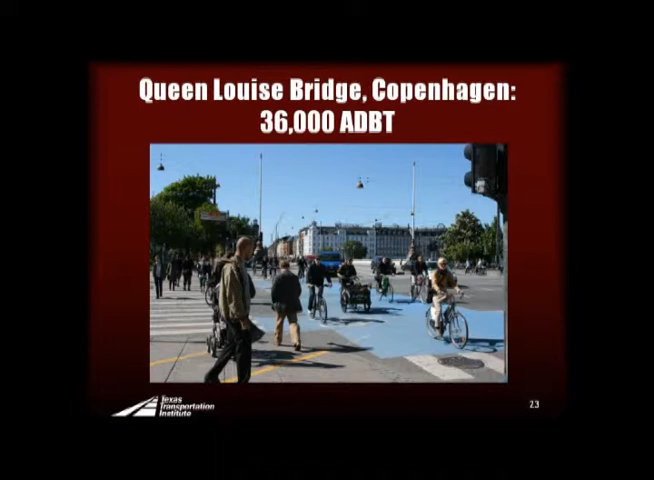 Queen Louise Bridge, Copenhagen:
36,000 ADBT
Texas
Transportation
Institute
23